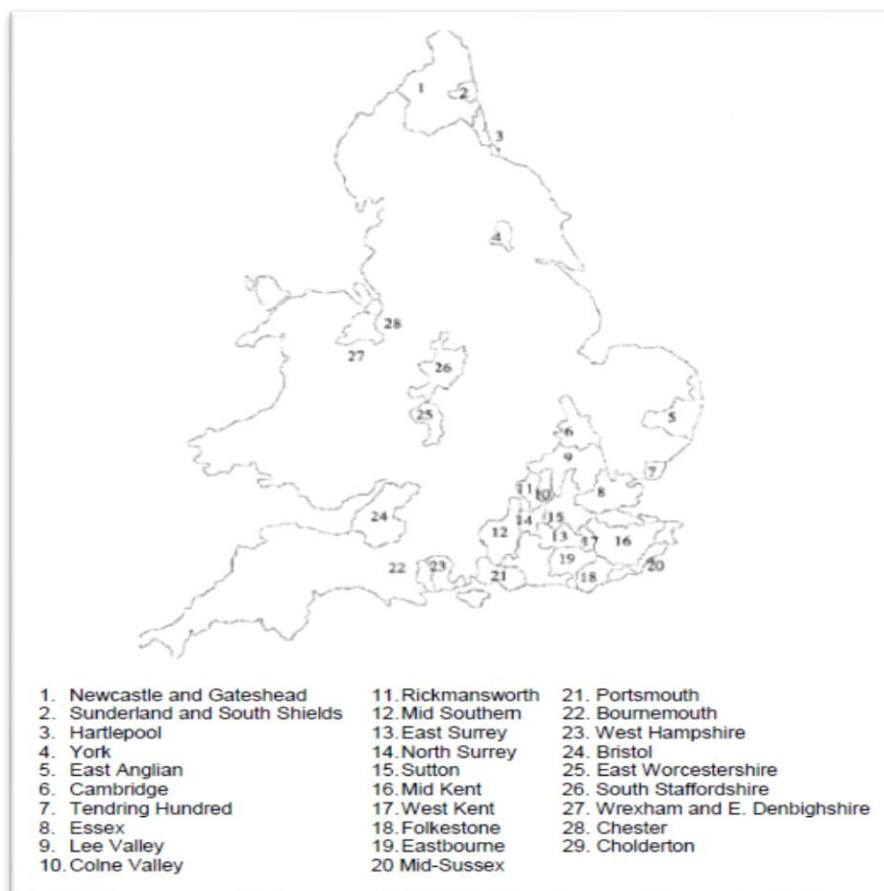 1
2
3
4
28
27
26
25
5
6
9
7
11
10
8
24
14
15
12
13
17
16
22
23
21
19
18
20
1. Newcastle and Gateshead
2. Sunderland and South Shields
3. Hartlepool
4. York
5. East Anglian
6. Cambridge
7. Tendring Hundred
8. Essex
9. Lee Valley
10. Colne Valley
11. Rickmansworth
12. Mid Southern
13. East Surrey
14. North Surrey
15. Sutton
16. Mid Kent
17. West Kent
18. Folkestone
19. Eastbourne
20 Mid-Sussex
21. Portsmouth
22. Bournemouth
23. West Hampshire
24. Bristol
25. East Worcestershire
26. South Staffordshire
27. Wrexham and E. Denbighshire
28. Chester
29. Cholderton